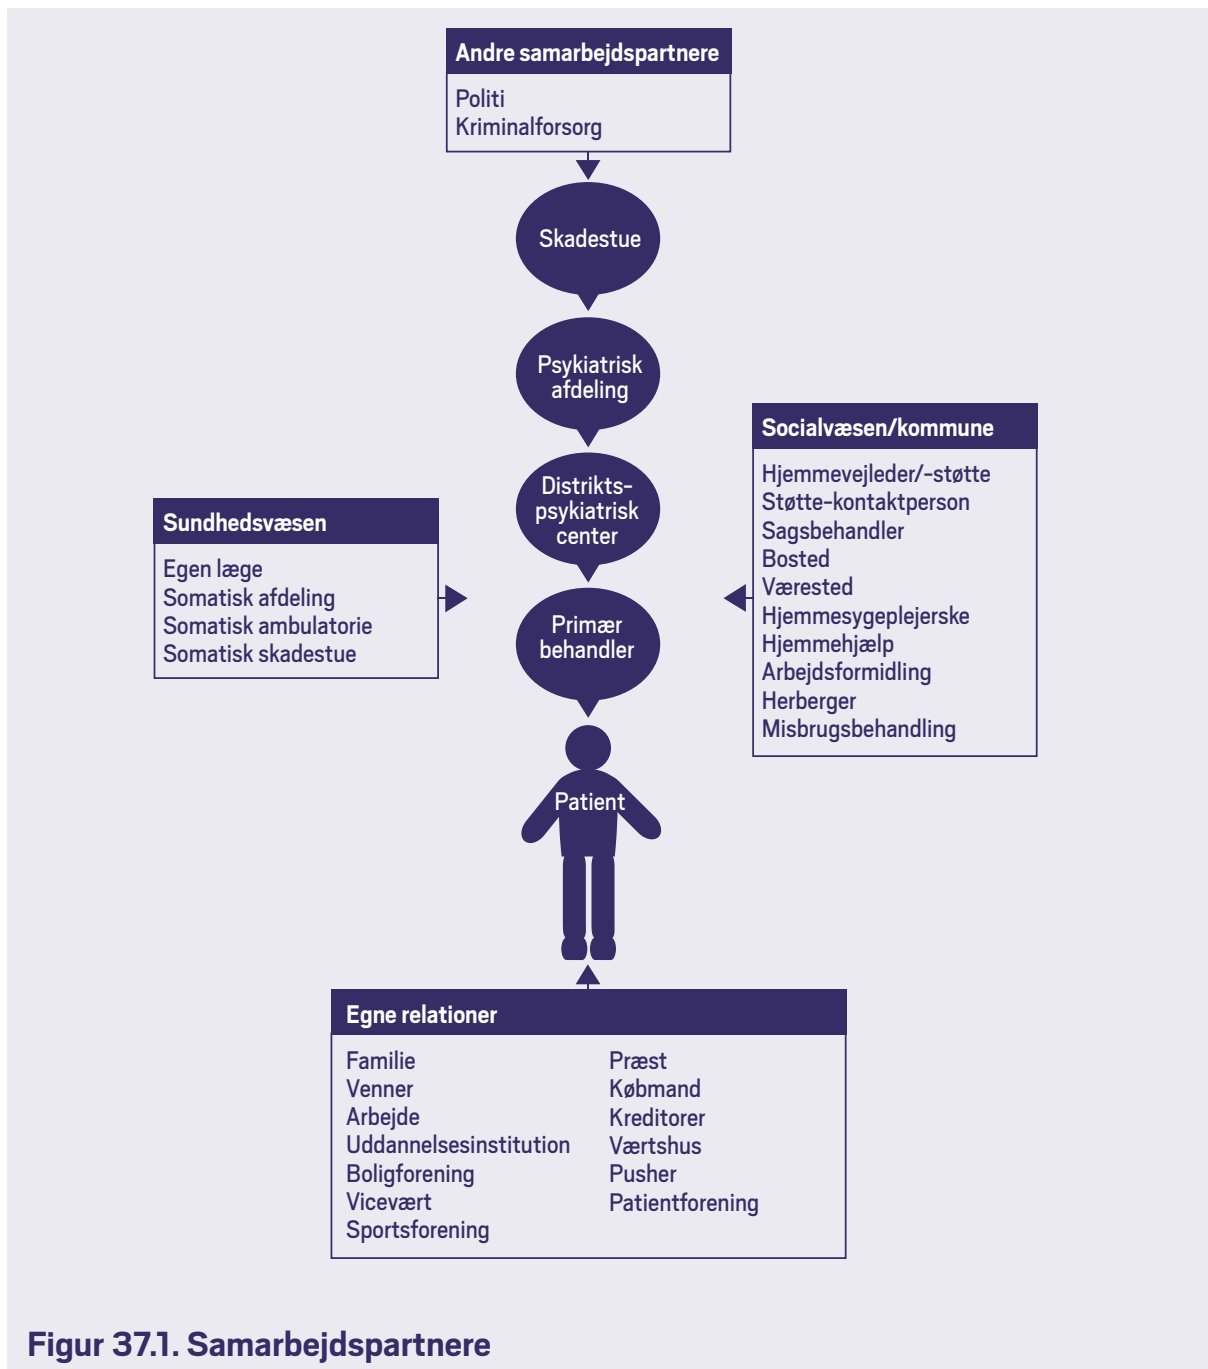 Andre samarbejdspartnere
Politi
Kriminalforsorg
Skadestue
Psykiatrisk
afdeling
Distrikts-
psykiatrisk
center
Primær
behandler
Patient
Sundhedsvæsen
Egen læge
Somatisk afdeling
Somatisk ambulatorie
Somatisk skadestue
Socialvæsen/kommune
Hjemmevejleder/-støtte
Støtte-kontaktperson
Sagsbehandler
Bosted
Værested
Hjemmesygeplejerske
Hjemmehjælp
Arbejdsformidling
Herberger
Misbrugsbehandling
Egne relationer
Familie
Venner
Arbejde
Uddannelsesinstitution
Boligforening
Vicevært
Sportsforening
Præst
Købmand
Kreditorer
Værtshus
Pusher
Patientforening
Figur 37.1. Samarbejdspartnere